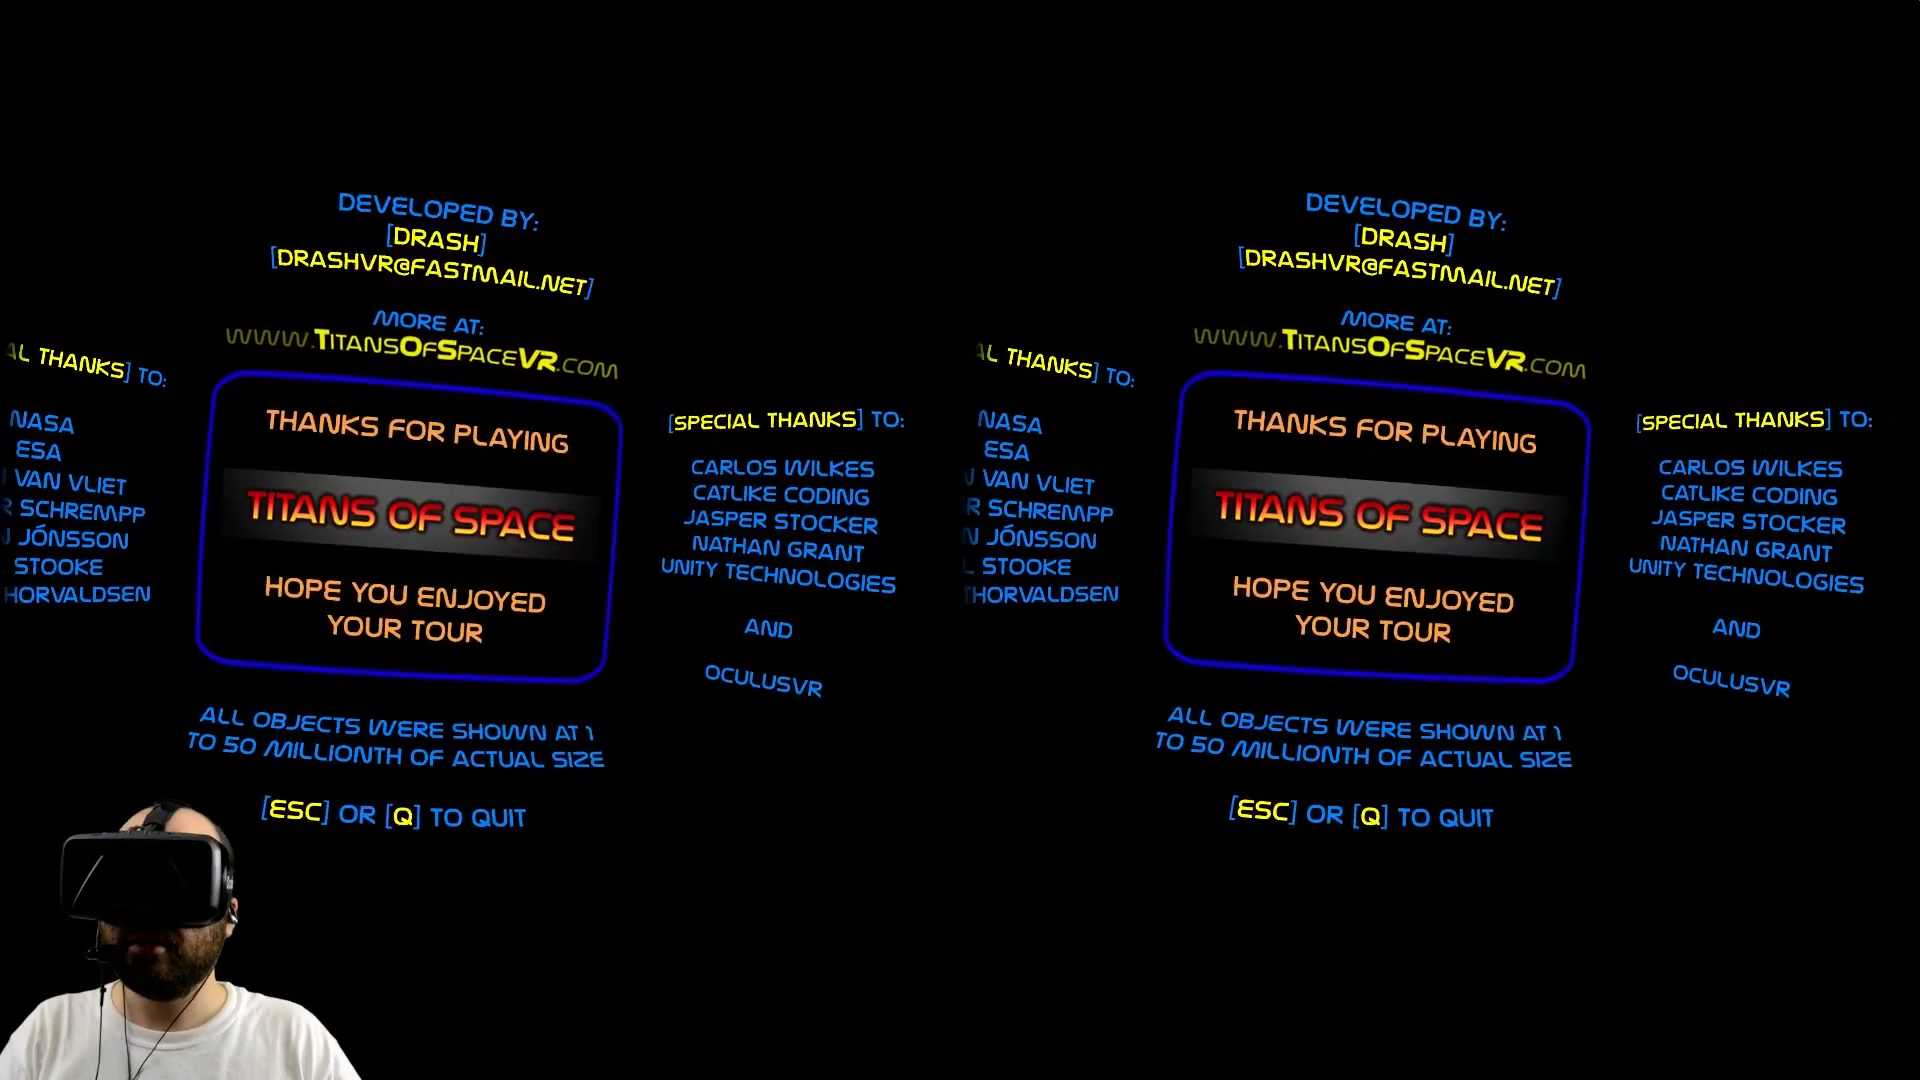 DEVELOPED BY:
[DRASH]
[DRASHVR@FASTMAIL.NET]
MORE AT:
WWW.TITANSOFSPACEVR.COM
THANKS] TO:
NASA
ESA
VAN VLIET
SCHREMPP
JÓNSSON
STOOKE
THANKS FOR PLAYING
TITANS OF SPACE
HOPE YOU ENJOYED
YOUR TOUR
[SPECIAL THANKS] TO:
CARLOS WILKES
CATLIKE CODING
JASPER STOCKER
NATHAN GRANT
UNITY TECHNOLOGIES
AND
OCULUSVR
ALL OBJECTS WERE SHOWN AT 1
TO 50 MILLIONTH OF ACTUAL SIZE
[ESC] OR [Q] TO QUIT
DEVELOPED BY:
[DRASH]
[DRASHVR@FASTMAIL.NET]
MORE AT:
WWW.TITANSOFSPACEVR.COM
THANKS] TO:
NASA
ESA
VAN VLIET
SCHREMPP
JÓNSSON
STOOKE
THORVALDSEN
THANKS FOR PLAYING
TITANS OF SPACE
HOPE YOU ENJOYED
YOUR TOUR
[SPECIAL THANKS] TO:
CARLOS WILKES
CATLIKE CODING
JASPER STOCKER
NATHAN GRANT
UNITY TECHNOLOGIES
AND
OCULUSVR
ALL OBJECTS WERE SHOWN AT 1
TO 50 MILLIONTH OF ACTUAL SIZE
[ESC] OR [Q] TO QUIT